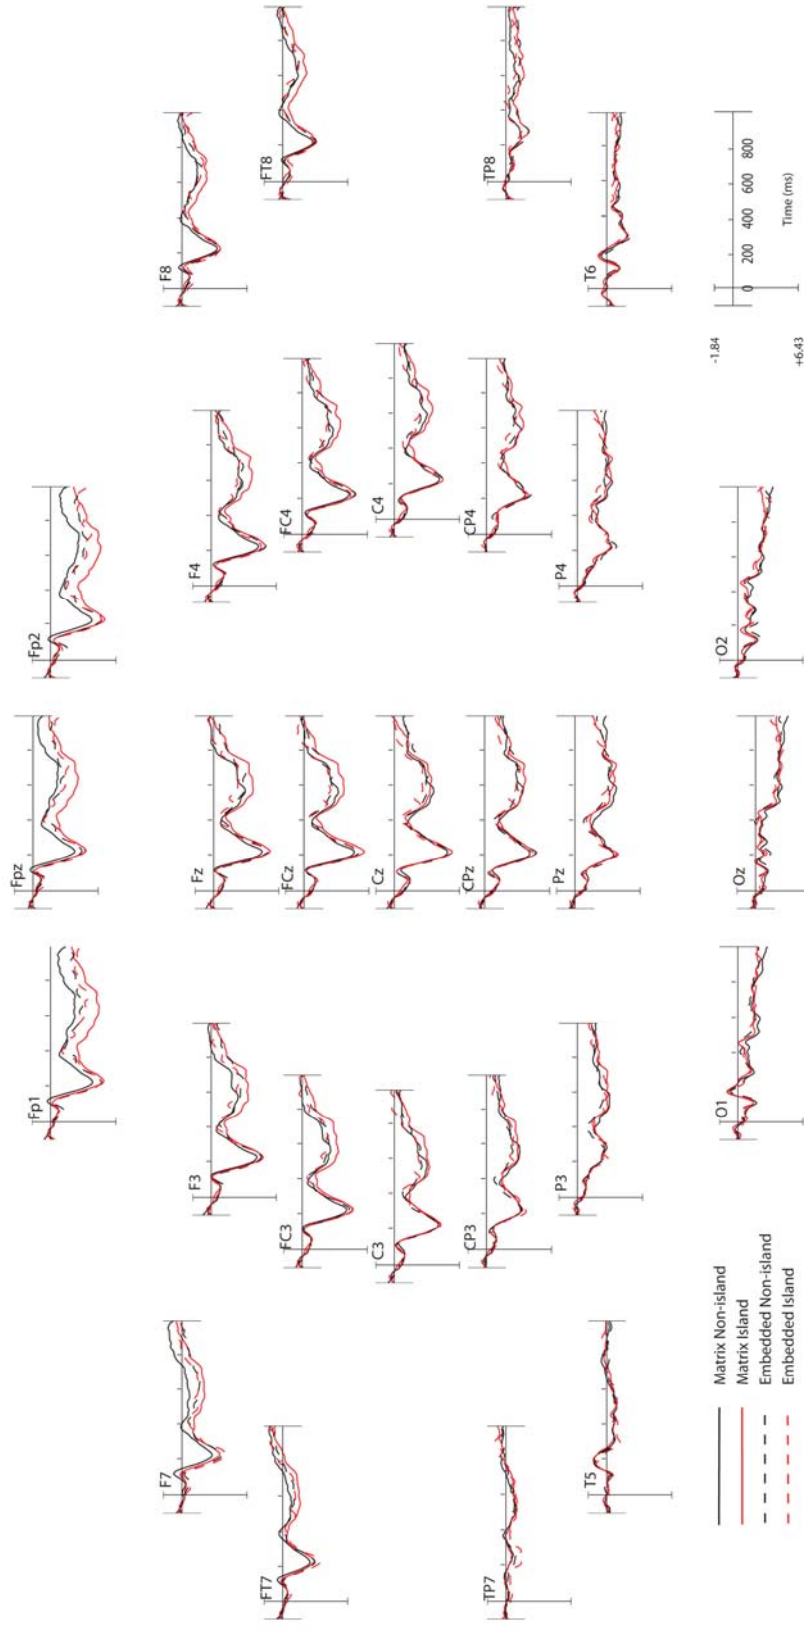 Fp1
Fpz
Fp2
F7
F3
Fz
F4
F8
FT7
FC3
FCz
FC4
FT8
C3
Cz
C4
TP7
CP3
CPz
CP4
TP8
P3
Pz
P4
T5
T6
O1
Oz
O2
Matrix Non-island
Matrix Island
Embedded Non-island
Embedded Island
-1.84
+6.43
0 200 400 600 800
Time (ms)